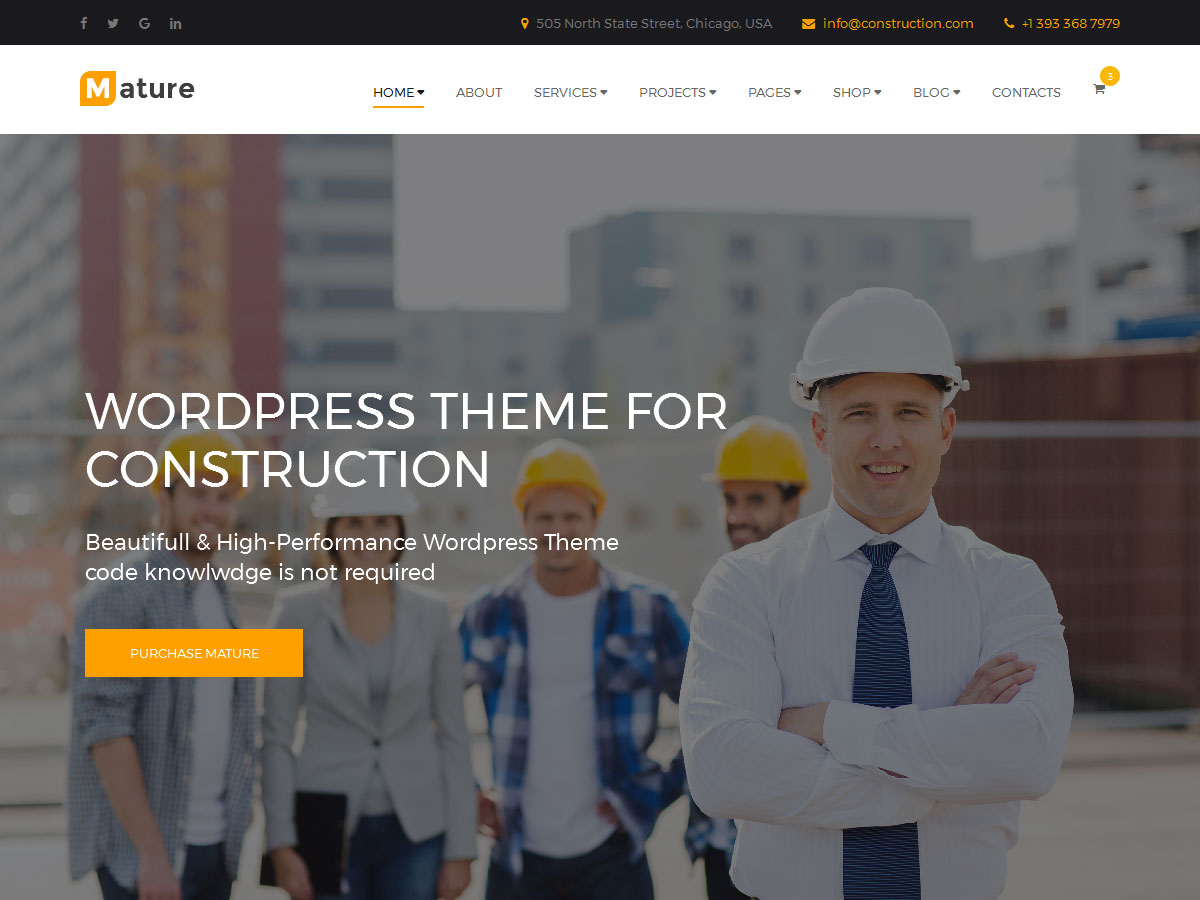 505 North State Street, Chicago, USA info@construction.com +1 393 368 7979
Mature
HOME ABOUT SERVICES PROJECTS PAGES SHOP BLOG CONTACTS 3
WORDPRESS THEME FOR
CONSTRUCTION
Beautifull & High-Performance Wordpress Theme
code knowlwdge is not required
PURCHASE MATURE